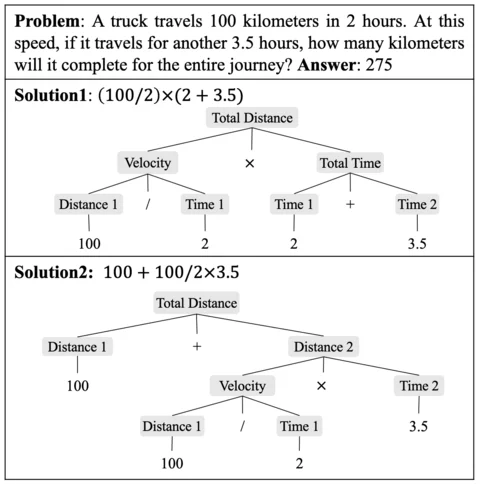 Problem: A truck travels 100 kilometers in 2 hours. At this
speed, if it travels for another 3.5 hours, how many kilometers
will it complete for the entire journey? Answer: 275
Solution1: (100/2)×(2 + 3.5)
Total Distance
Velocity × Total Time
Distance 1 / Time 1 Time 1 + Time 2
100 2 2 3.5
Solution2: 100 + 100/2×3.5
Total Distance
Distance 1 + Distance 2
100 Velocity × Time 2
Distance 1 / Time 1 3.5
100 2